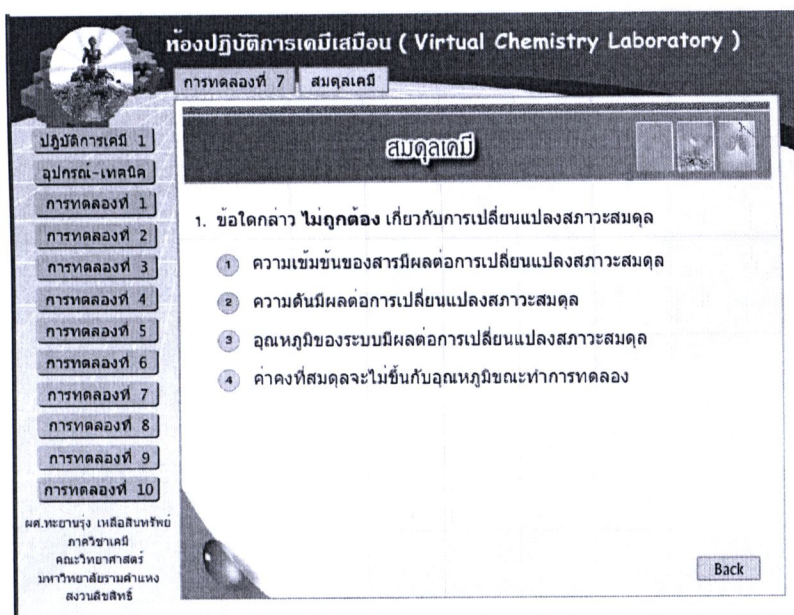 ห้องปฏิบัติการเคมีเสมือน ( Virtual Chemistry Laboratory )
การทดลองที่ 7 สมดุลเคมี
สมดุลเคมี
ปฏิบัติการเคมี 1
อุปกรณ์-เทคนิค
การทดลองที่ 1
การทดลองที่ 2
การทดลองที่ 3
การทดลองที่ 4
การทดลองที่ 5
การทดลองที่ 6
การทดลองที่ 7
การทดลองที่ 8
การทดลองที่ 9
การทดลองที่ 10
ผศ.ทะยานรุ่ง เหลือสินทรัพย์
ภาควิชาเคมี
คณะวิทยาศาสตร์
มหาวิทยาลัยรามคำแหง
สงวนลิขสิทธิ์
1. ข้อใดกล่าว ไม่ถูกต้อง เกี่ยวกับการเปลี่ยนแปลงสภาวะสมดุล
1 ความเข้มข้นของสารมีผลต่อการเปลี่ยนแปลงสภาวะสมดุล
2 ความดันมีผลต่อการเปลี่ยนแปลงสภาวะสมดุล
3 อุณหภูมิของระบบมีผลต่อการเปลี่ยนแปลงสภาวะสมดุล
4 ค่าคงที่สมดุลจะไม่ขึ้นกับอุณหภูมิขณะทำการทดลอง
Back